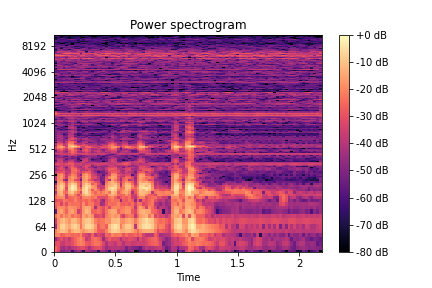 Power spectrogram
8192
4096
2048
1024
512
256
128
64
0
Hz
0
0.5
1
1.5
2
Time
+0 dB
-10 dB
-20 dB
-30 dB
-40 dB
-50 dB
-60 dB
-70 dB
-80 dB